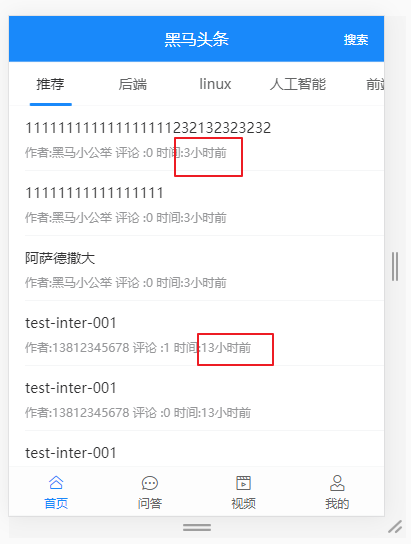 黑马头条 搜索
推荐 后端 linux 人工智能 前端
11111111111111111111232132323232
作者:黑马小公举 评论 :0 时间:3小时前
11111111111111111
作者:黑马小公举 评论 :0 时间:3小时前
阿萨德撒大
作者:黑马小公举 评论 :0 时间:3小时前
test-inter-001
作者:13812345678 评论 :1 时间:13小时前
test-inter-001
作者:13812345678 评论 :0 时间:13小时前
test-inter-001
首页 问答 视频 我的